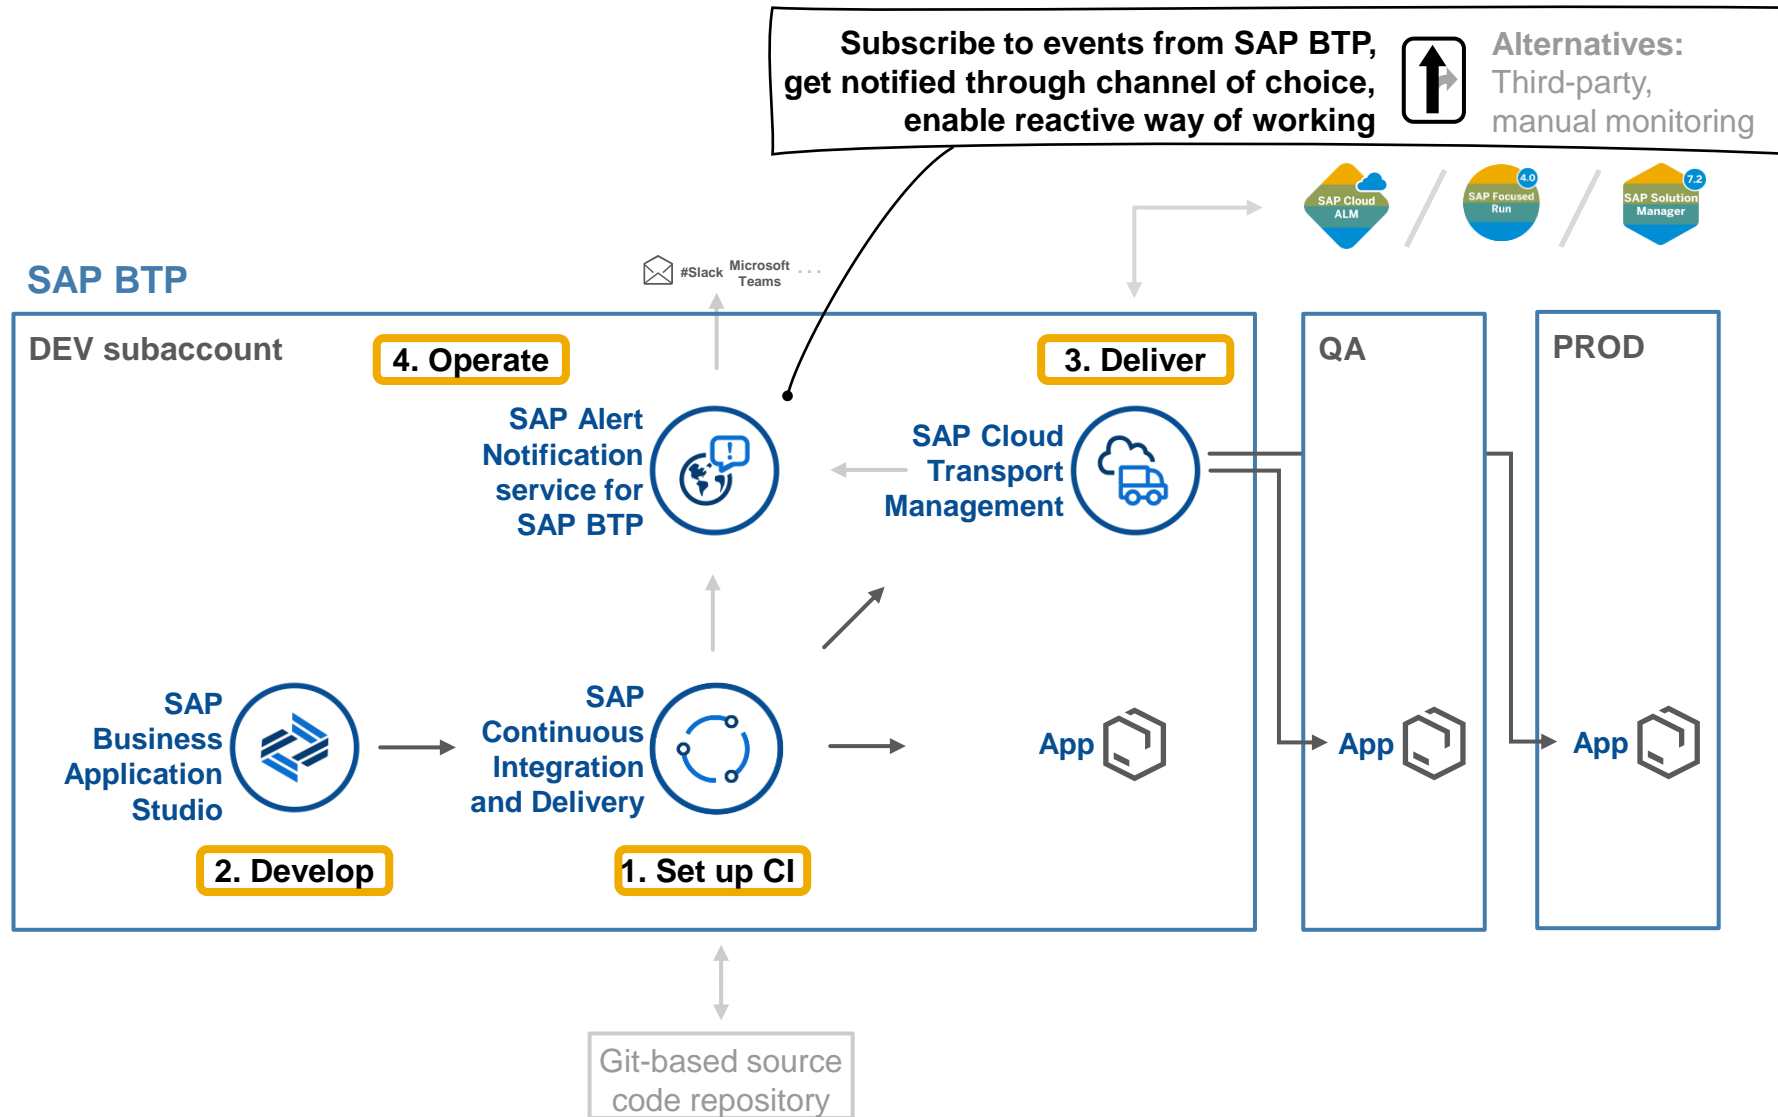 Subscribe to events from SAP BTP,
get notified through channel of choice,
enable reactive way of working
Alternatives:
Third-party,
manual monitoring
SAP Cloud
ALM
4.0
SAP Focused
Run
7.2
SAP Solution
Manager
SAP BTP
#Slack
Microsoft
Teams
...
DEV subaccount
4. Operate
3. Deliver
QA
PROD
SAP Alert
Notification
service for
SAP BTP
SAP Cloud
Transport
Management
SAP
Business
Application
Studio
SAP
Continuous
Integration
and Delivery
App
App
App
2. Develop
1. Set up CI
Git-based source
code repository